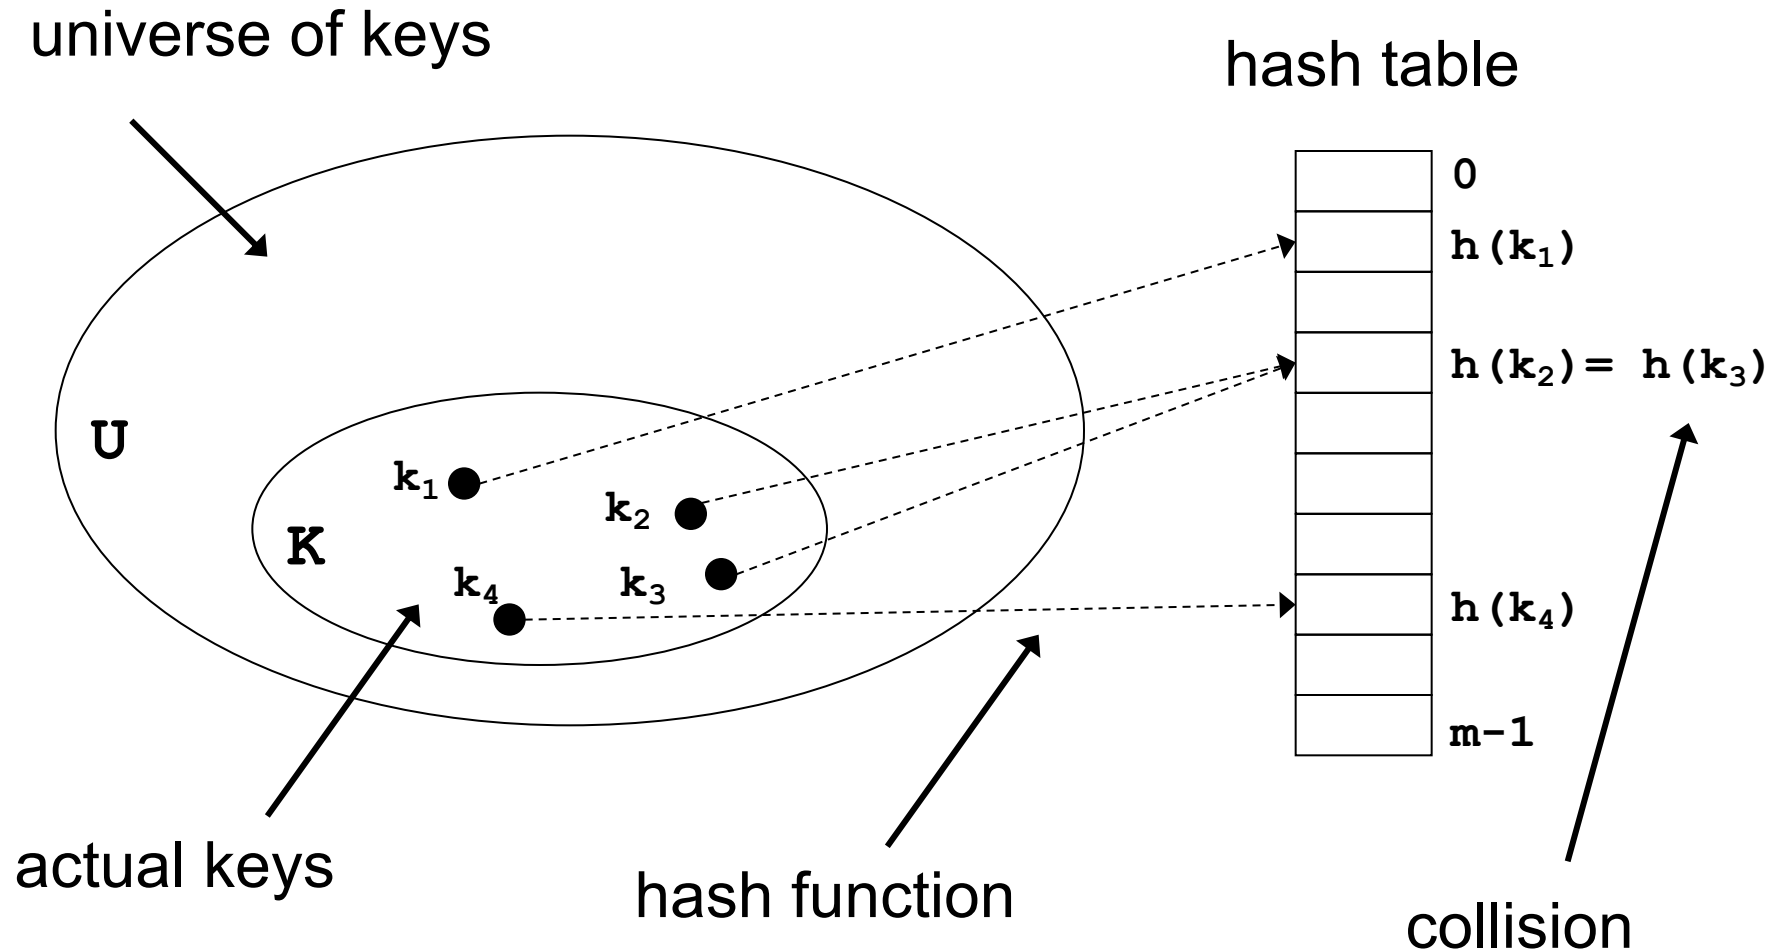 universe of keys
hash table
0
h(k₁)
h(k₂)= h(k₃)
U
k₁
k₂
K
k₄
k₃
h(k₄)
m-1
actual keys
hash function
collision